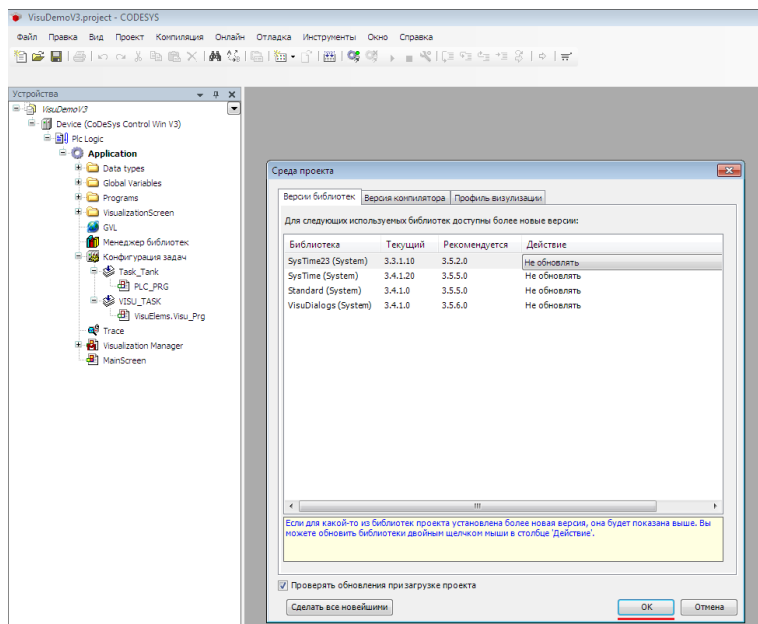 VisuDemoV3.project - CODESYS
Файл Правка Вид Проект Компиляция Онлайн Отладка Инструменты Окно Справка
Устройства
VisuDemoV3
Device (CoDeSys Control Win V3)
Plc Logic
Application
Data types
Global Variables
Programs
VisualizationScreen
GVL
Менеджер библиотек
Конфигурация задач
Task_Tank
PLC_PRG
VISU_TASK
VisuElems.Visu_Prg
Trace
Visualization Manager
MainScreen
Среда проекта
Версии библиотек Версия компилятора Профиль визулизации
Для следующих используемых библиотек доступны более новые версии:
Библиотека Текущий Рекомендуется Действие
SysTime23 (System) 3.3.1.10 3.5.2.0 Не обновлять
SysTime (System) 3.4.1.20 3.5.5.0 Не обновлять
Standard (System) 3.4.1.0 3.5.5.0 Не обновлять
VisuDialogs (System) 3.4.1.0 3.5.6.0 Не обновлять
Если для какой-то из библиотек проекта установлена более новая версия, она будет показана выше. Вы
можете обновить библиотеки двойным щелчком мыши в столбце 'Действие'.
Проверять обновления при загрузке проекта
Сделать все новейшими OK Отмена